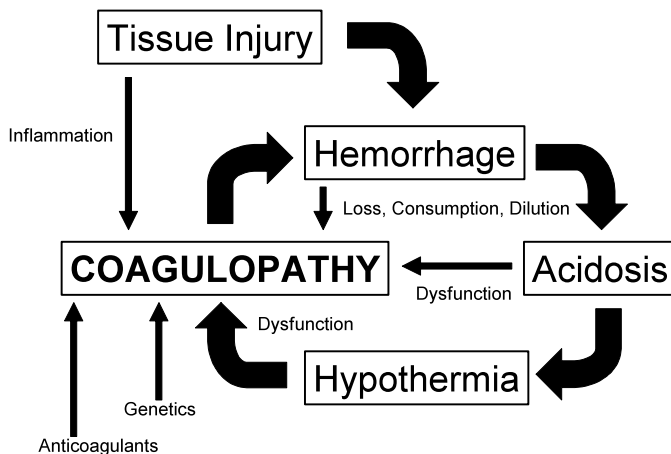 Tissue Injury
Inflammation
Hemorrhage
Loss, Consumption, Dilution
COAGULOPATHY
Acidosis
Dysfunction
Dysfunction
Hypothermia
Genetics
Anticoagulants